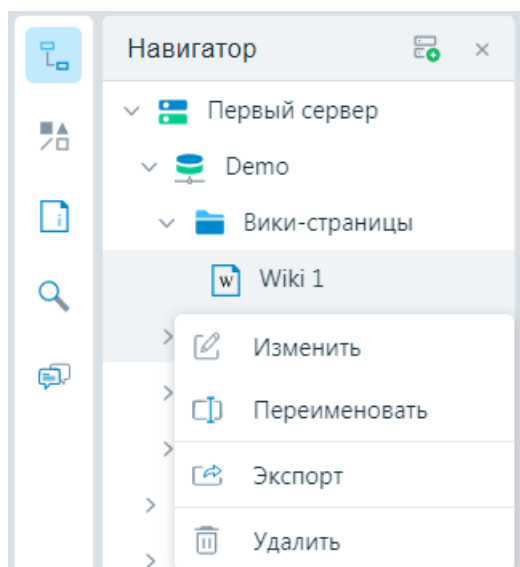 Навигатор
Первый сервер
Demo
Вики-страницы
W Wiki 1
Изменить
Переименовать
Экспорт
Удалить